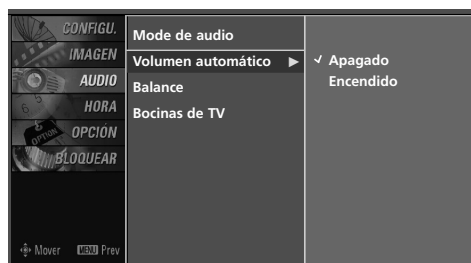 CONFIGU.
IMAGEN
AUDIO
HORA
OPCIÓN
OPTION
BLOQUEAR
Mover MENU Prev
Mode de audio
Volumen automático ▶
Balance
Bocinas de TV
✓ Apagado
Encendido